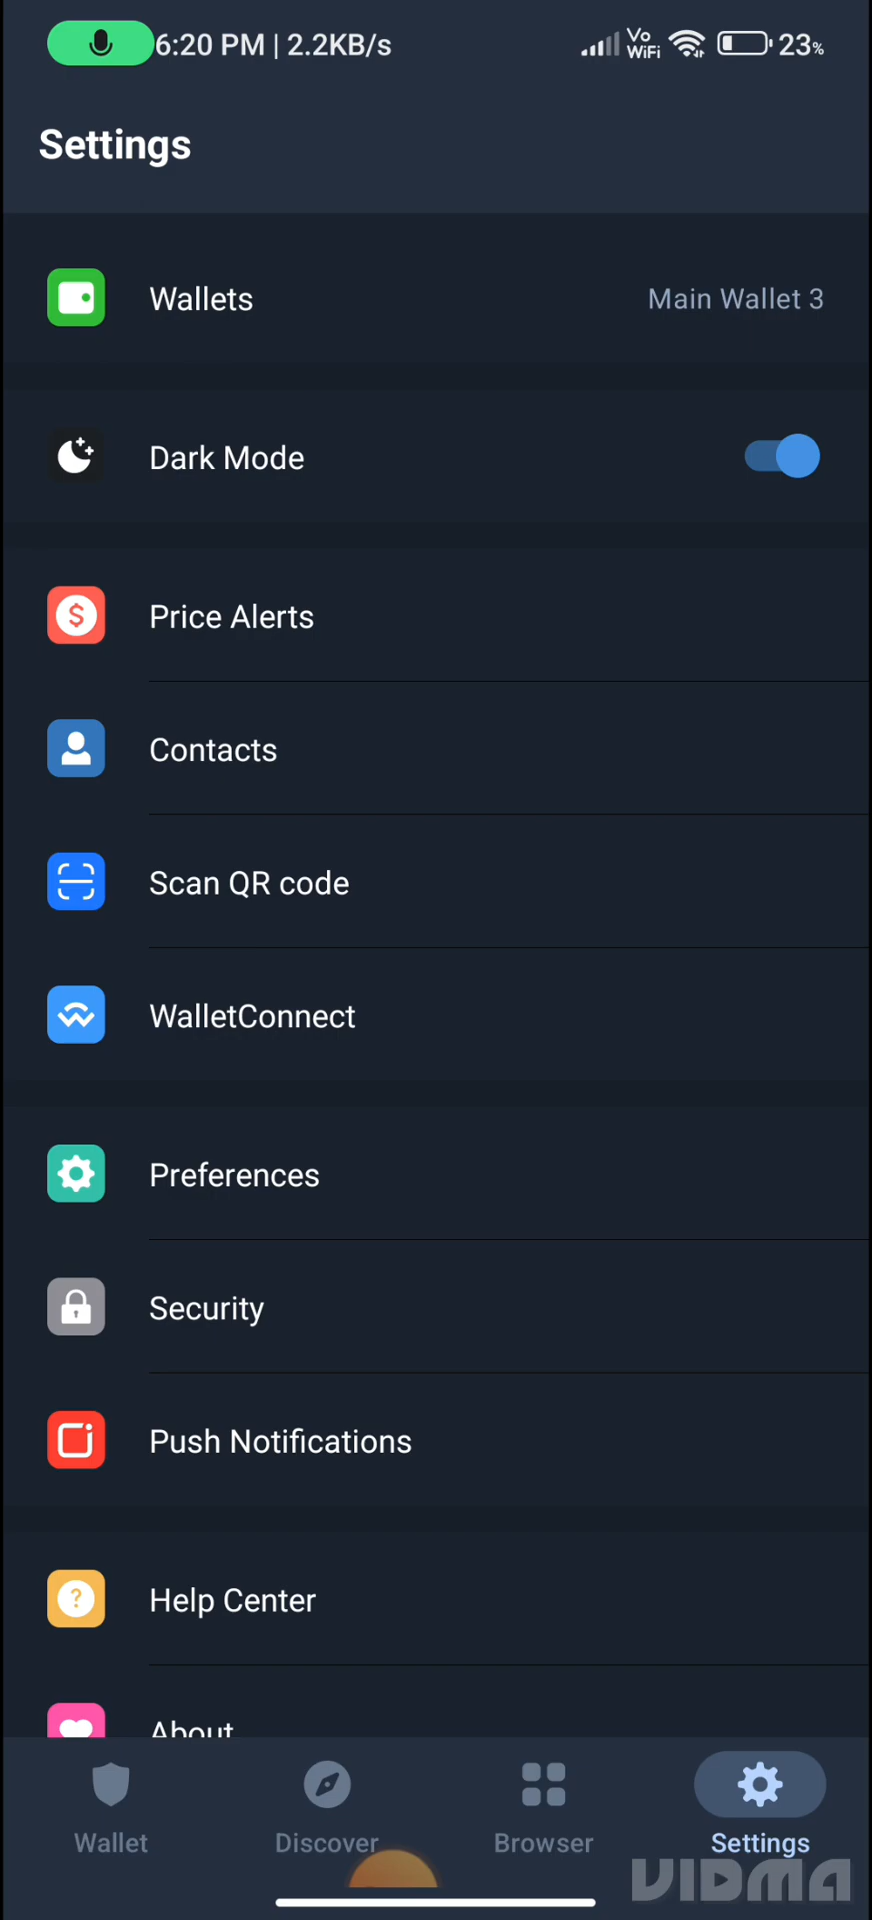 6:20 PM | 2.2KB/s Vo WiFi 23%
Settings
Wallets Main Wallet 3
Dark Mode
$ Price Alerts
Contacts
Scan QR code
WalletConnect
Preferences
Security
Push Notifications
? Help Center
About
Wallet Discover Browser Settings
VIDMA